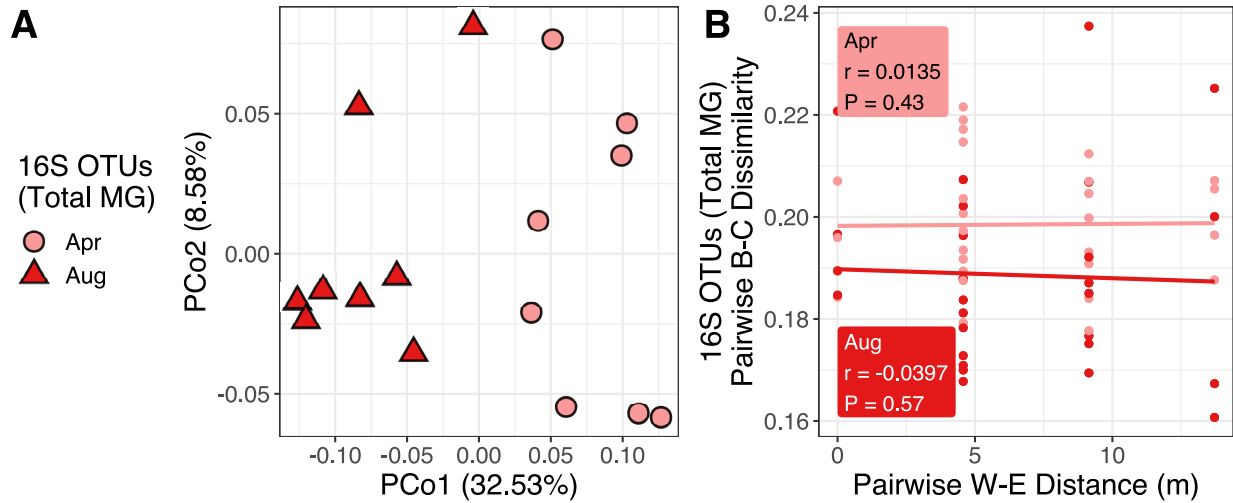 A
16S OTUs
(Total MG)
Apr
Aug
PCo2 (8.58%)
0.05
0.00
-0.05
-0.10
-0.05
0.00
0.05
0.10
PCo1 (32.53%)
B
16S OTUs (Total MG)
Pairwise B-C Dissimilarity
0.24
0.22
0.20
0.18
0.16
Apr
r = 0.0135
P = 0.43
Aug
r = -0.0397
P = 0.57
0
5
10
Pairwise W-E Distance (m)